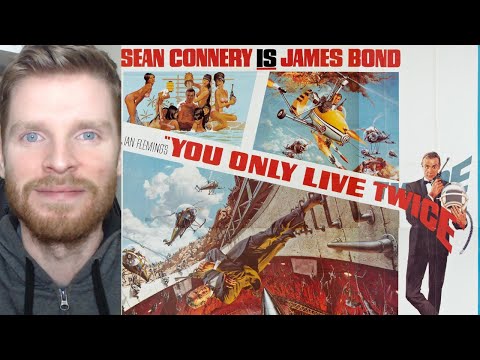 SEAN CONNERY IS JAMES BOND
IAN FLEMING'S
"YOU ONLY LIVE TWICE"